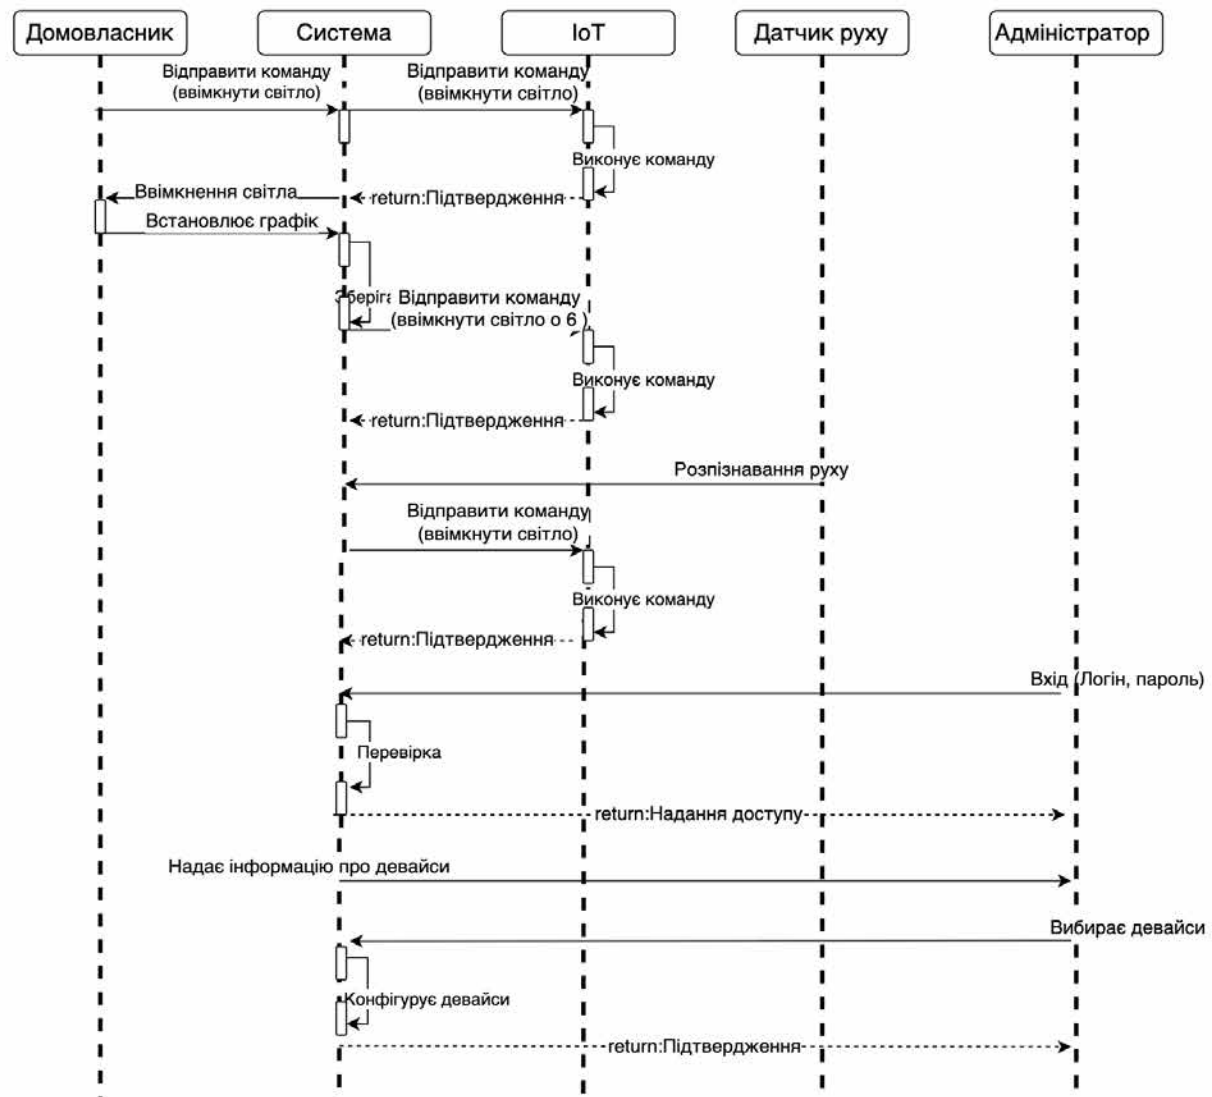 Домовласник
Система
IoT
Датчик руху
Адміністратор
Відправити команду
(ввімкнути світло)
Відправити команду
(ввімкнути світло)
Виконує команду
Ввімкнення світла
return:Підтвердження
Встановлює графік
Відправити команду
(ввімкнути світло о 6 )
Виконує команду
return:Підтвердження
Розпізнавання руху
Відправити команду
(ввімкнути світло)
Виконує команду
return:Підтвердження
Вхід (Логін, пароль)
Перевірка
return:Надання доступу
Надає інформацію про девайси
Вибирає девайси
Конфігурує девайси
return:Підтвердження